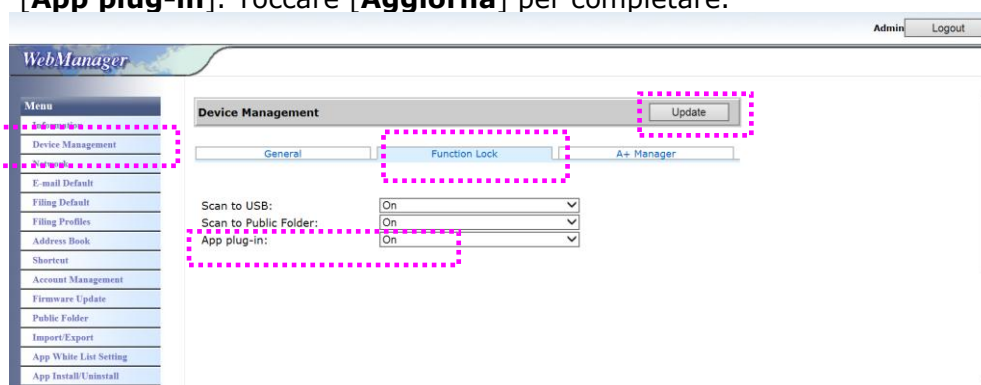 [App plug-in]. Toccare [Aggiorna] per completare.
Admin Logout
WebManager
Menu
Information
Device Management
Network
E-mail Default
Filing Default
Filing Profiles
Address Book
Shortcut
Account Management
Firmware Update
Public Folder
Import/Export
App White List Setting
App Install/Uninstall
Device Management Update
General Function Lock A+ Manager
Scan to USB: On
Scan to Public Folder: On
App plug-in: On